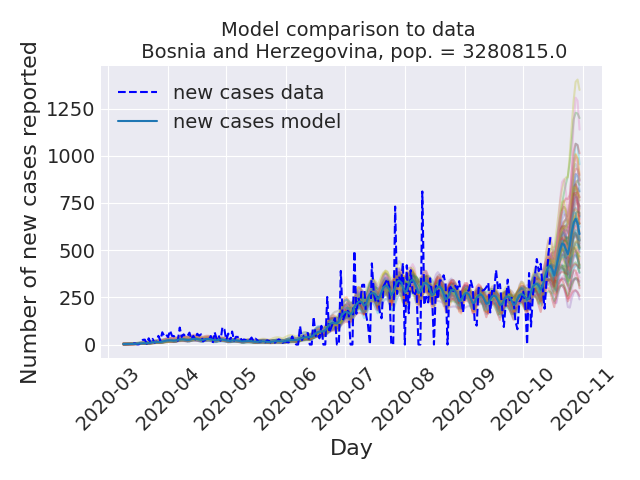 Model comparison to data
Bosnia and Herzegovina, pop. = 3280815.0
new cases data
new cases model
Number of new cases reported
1250
1000
750
500
250
0
2020-03
2020-04
2020-05
2020-06
2020-07
2020-08
2020-09
2020-10
2020-11
Day